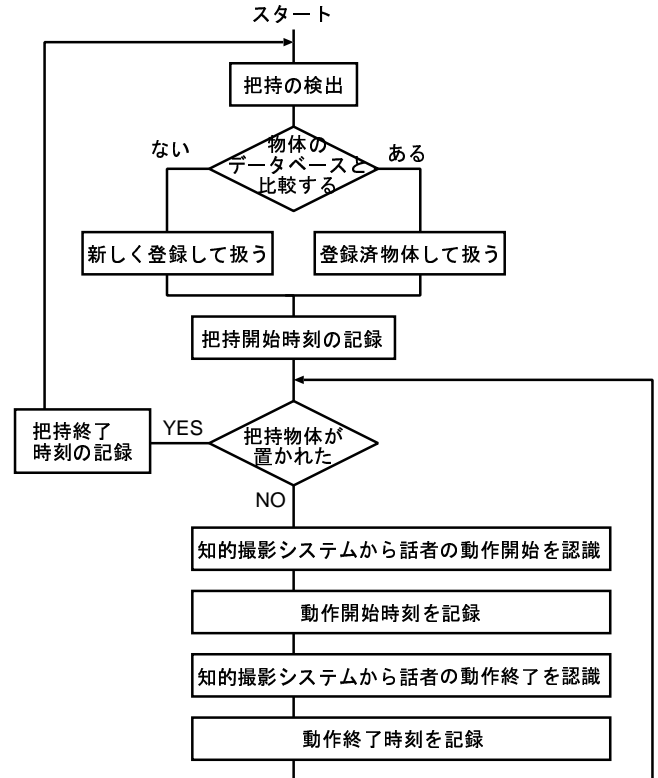 スタート
把持の検出
物体の
データベースと
比較する
ない
ある
新しく登録して扱う
登録済物体して扱う
把持開始時刻の記録
把持終了
時刻の記録
YES
把持物体が
置かれた
NO
知的撮影システムから話者の動作開始を認識
動作開始時刻を記録
知的撮影システムから話者の動作終了を認識
動作終了時刻を記録